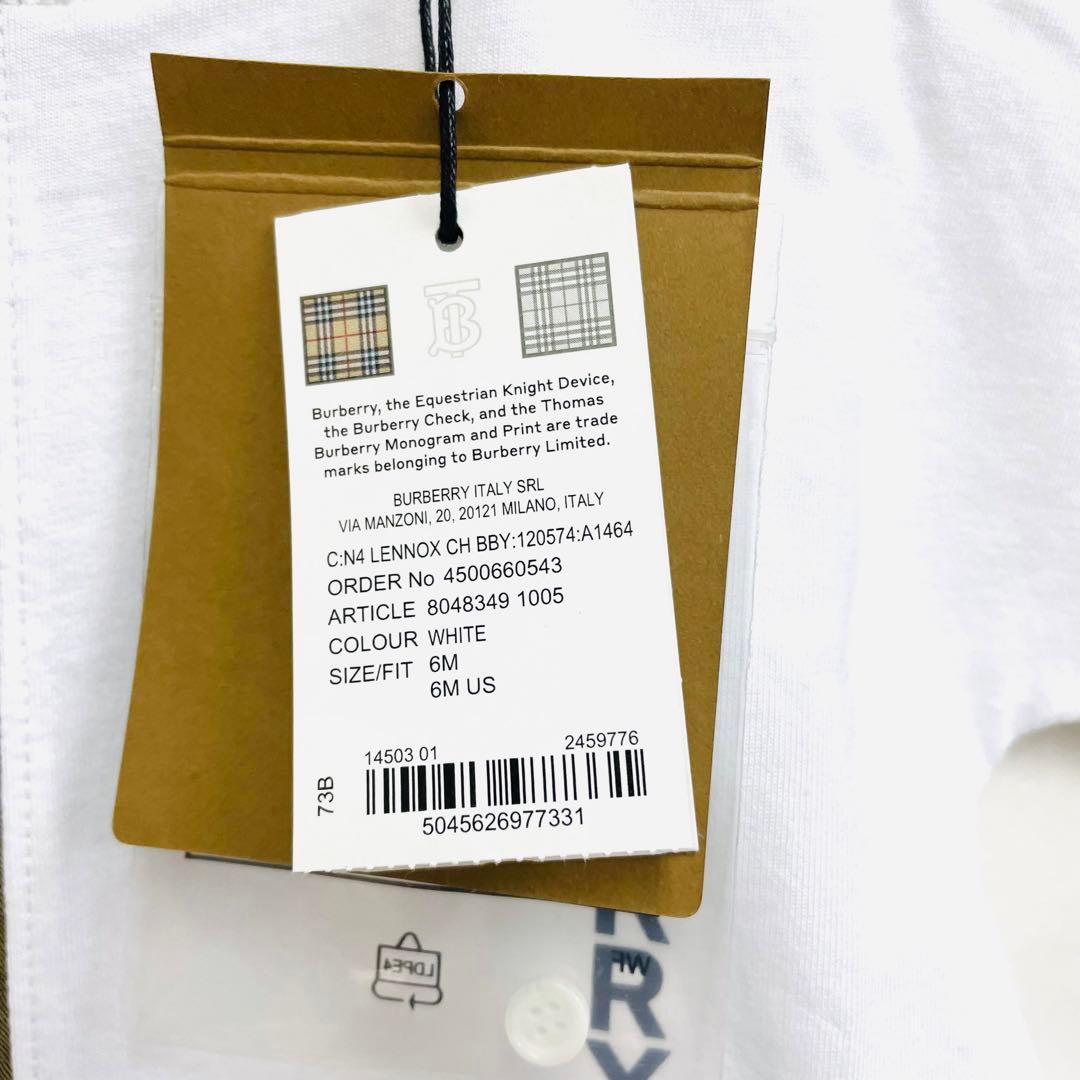 Burberry, the Equestrian Knight Device,
the Burberry Check, and the Thomas
Burberry Monogram and Print are trade
marks belonging to Burberry Limited.
BURBERRY ITALY SRL
VIA MANZONI, 20, 20121 MILANO, ITALY
C:N4 LENNOX CH BBY:120574:A1464
ORDER No 4500660543
ARTICLE 8048349 1005
COLOUR WHITE
SIZE/FIT 6M
6M US
14503 01 2459776
73B
5045626977331
LDPE4
WF
R
R
Y